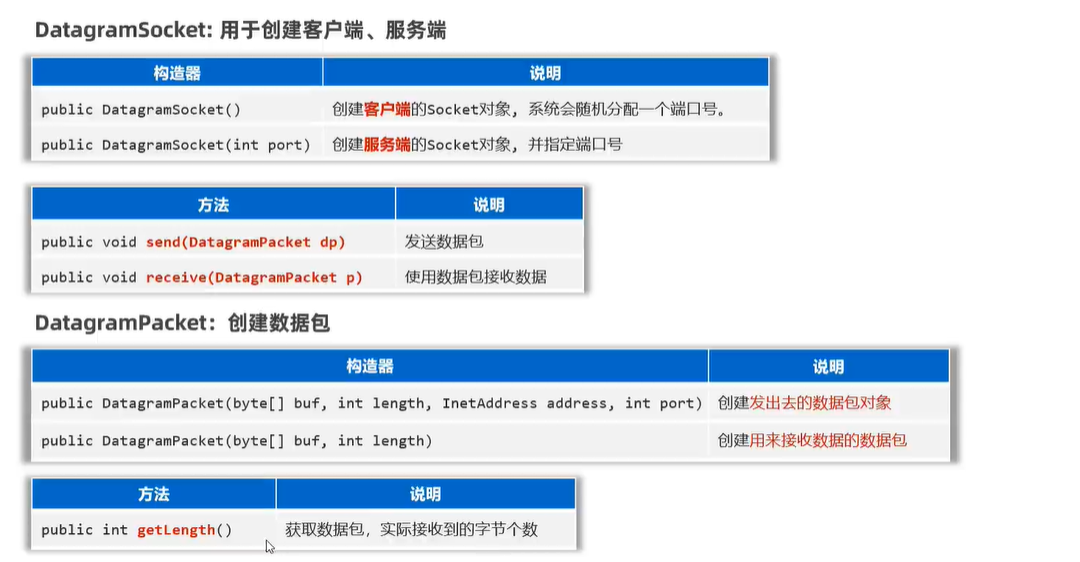 DatagramSocket: 用于创建客户端、服务端
构造器 说明
public DatagramSocket() 创建客户端的Socket对象, 系统会随机分配一个端口号。
public DatagramSocket(int port) 创建服务端的Socket对象, 并指定端口号
方法 说明
public void send(DatagramPacket dp) 发送数据包
public void receive(DatagramPacket p) 使用数据包接收数据
DatagramPacket: 创建数据包
构造器 说明
public DatagramPacket(byte[] buf, int length, InetAddress address, int port) 创建发出去的数据包对象
public DatagramPacket(byte[] buf, int length) 创建用来接收数据的数据包
方法 说明
public int getLength() 获取数据包, 实际接收到的字节个数